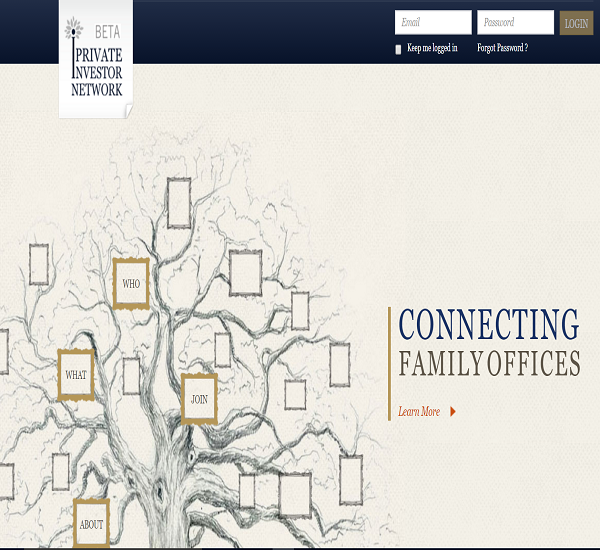 BETA
PRIVATE
INVESTOR
NETWORK
Email
Password
LOGIN
Keep me logged in
Forgot Password ?
WHO
WHAT
JOIN
ABOUT
CONNECTING
FAMILY OFFICES
Learn More